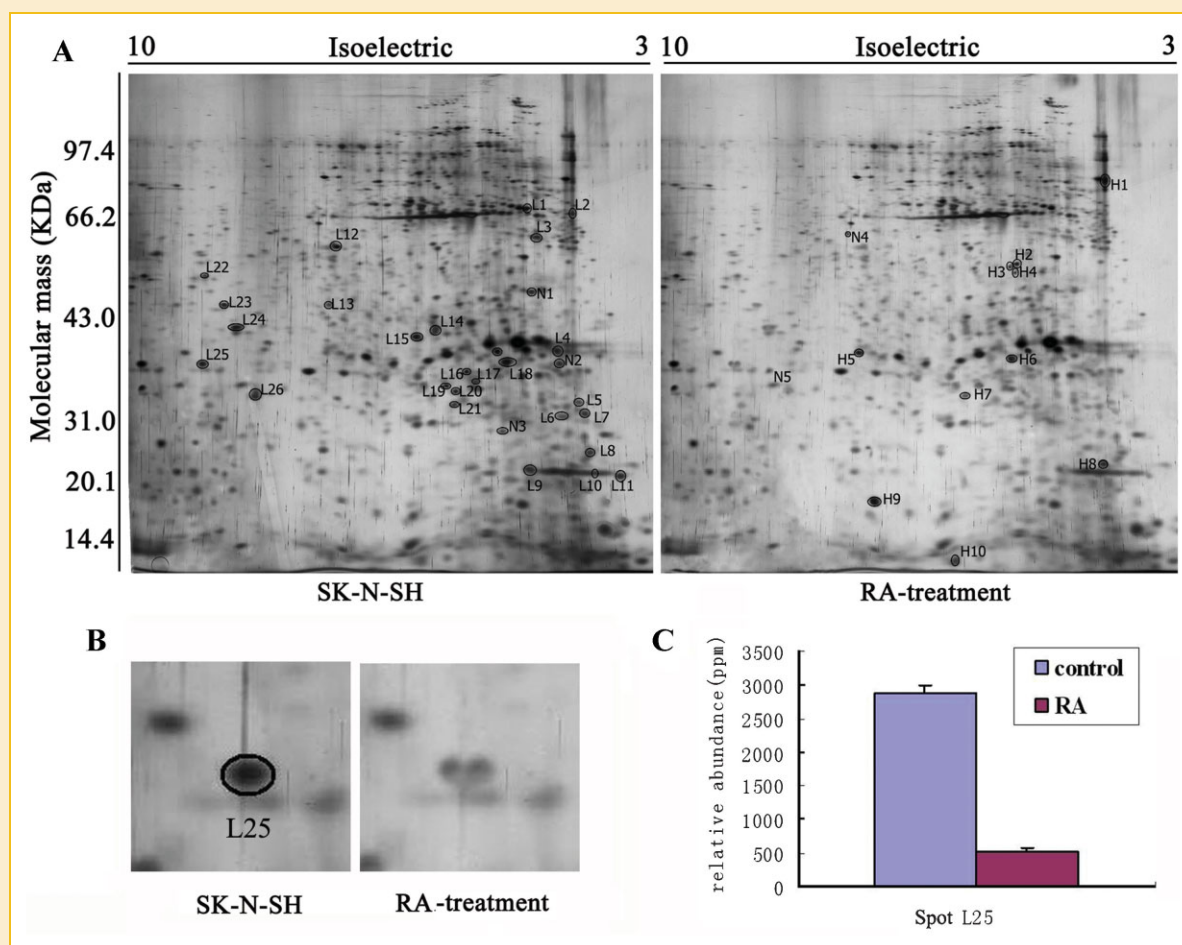 A
10 Isoelectric 3
10 Isoelectric 3
Molecular mass (KDa)
97.4
66.2
43.0
31.0
20.1
14.4
L1
L2
L3
L12
L22
N1
L23
L13
L24
L14
L15
L4
L25
N2
L16
L17
L18
L26
L19
L20
L21
L5
L6
L7
N3
L8
L9
L10
L11
SK-N-SH
H1
N4
H2
H3
H4
H5
H6
N5
H7
H8
H9
H10
RA-treatment
B
L25
SK-N-SH
RA-treatment
C
relative abundance(ppm)
3500
3000
2500
2000
1500
1000
500
0
control
RA
Spot L25